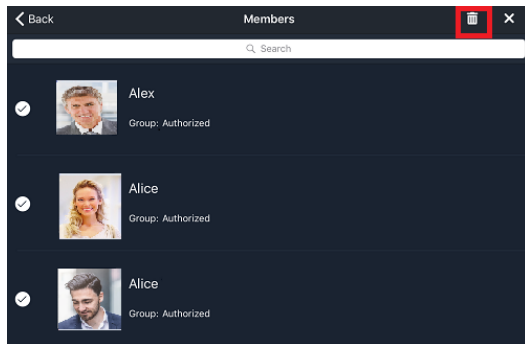 Back
Members
Search
Alex
Group: Authorized
Alice
Group: Authorized
Alice
Group: Authorized